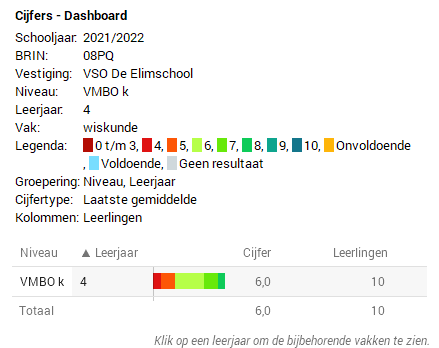 Cijfers - Dashboard
Schooljaar: 2021/2022
BRIN: 08PQ
Vestiging: VSO De Elimschool
Niveau: VMBO k
Leerjaar: 4
Vak: wiskunde
Legenda: 0 t/m 3, 4, 5, 6, 7, 8, 9, 10, Onvoldoende
, Voldoende, Geen resultaat
Groepering: Niveau, Leerjaar
Cijfertype: Laatste gemiddelde
Kolommen: Leerlingen
Niveau ▲ Leerjaar Cijfer Leerlingen
VMBO k 4 6,0 10
Totaal 6,0 10
Klik op een leerjaar om de bijbehorende vakken te zien.